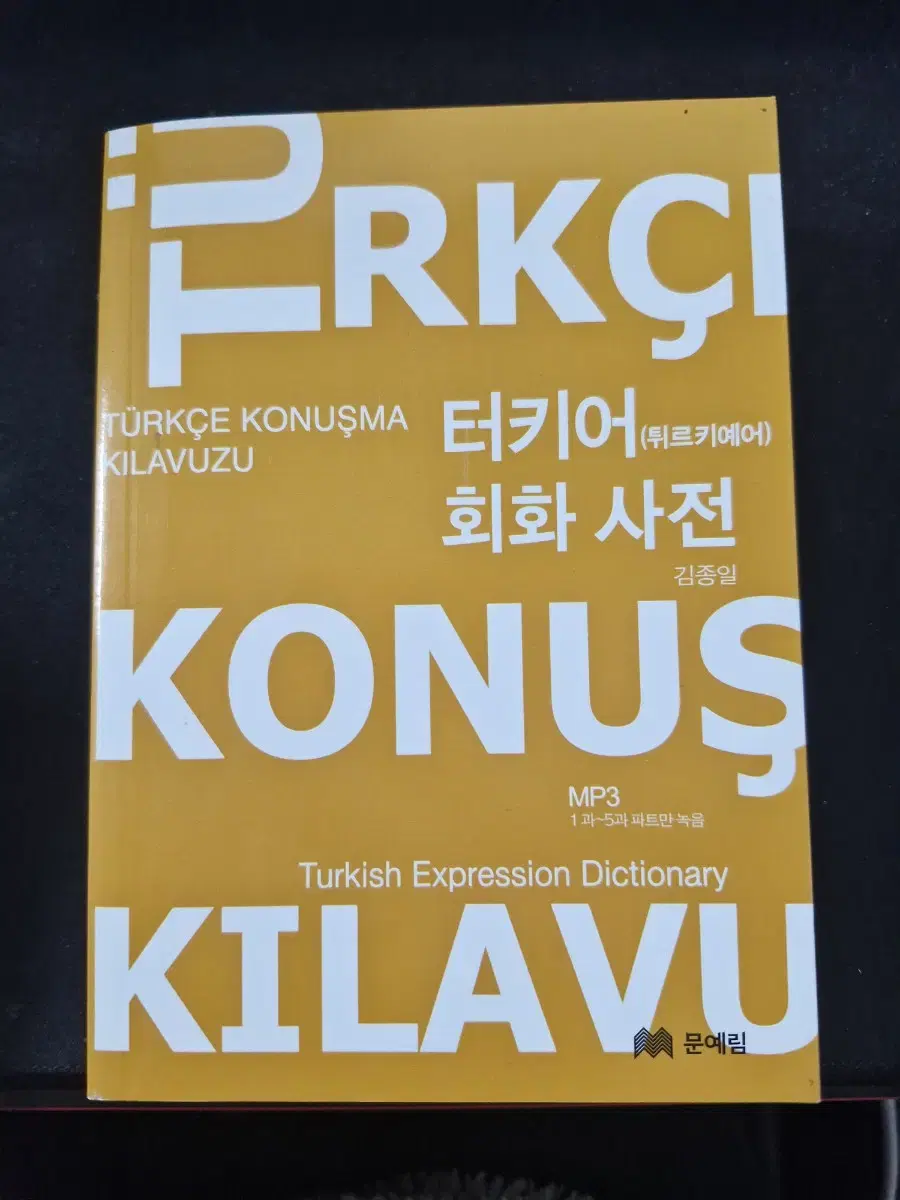 TÜRKÇE
TÜRKÇE KONUŞMA
KILAVUZU
터키어(튀르키예어)
회화 사전
김종일
KONUŞ
MP3
1과~5과 파트만 녹음
Turkish Expression Dictionary
KILAVU
문예림